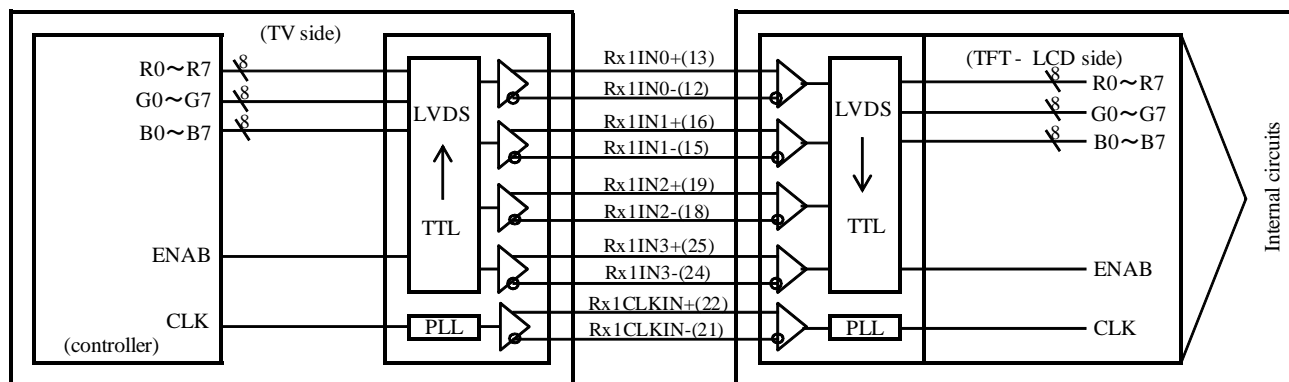 (TV side)
R0～R7
8
G0～G7
8
B0～B7
8
ENAB
CLK
(controller)
LVDS
TTL
PLL
Rx1IN0+(13)
Rx1IN0-(12)
Rx1IN1+(16)
Rx1IN1-(15)
Rx1IN2+(19)
Rx1IN2-(18)
Rx1IN3+(25)
Rx1IN3-(24)
Rx1CLKIN+(22)
Rx1CLKIN-(21)
LVDS
TTL
PLL
(TFT - LCD side)
8
R0～R7
8
G0～G7
8
B0～B7
ENAB
CLK
Internal circuits